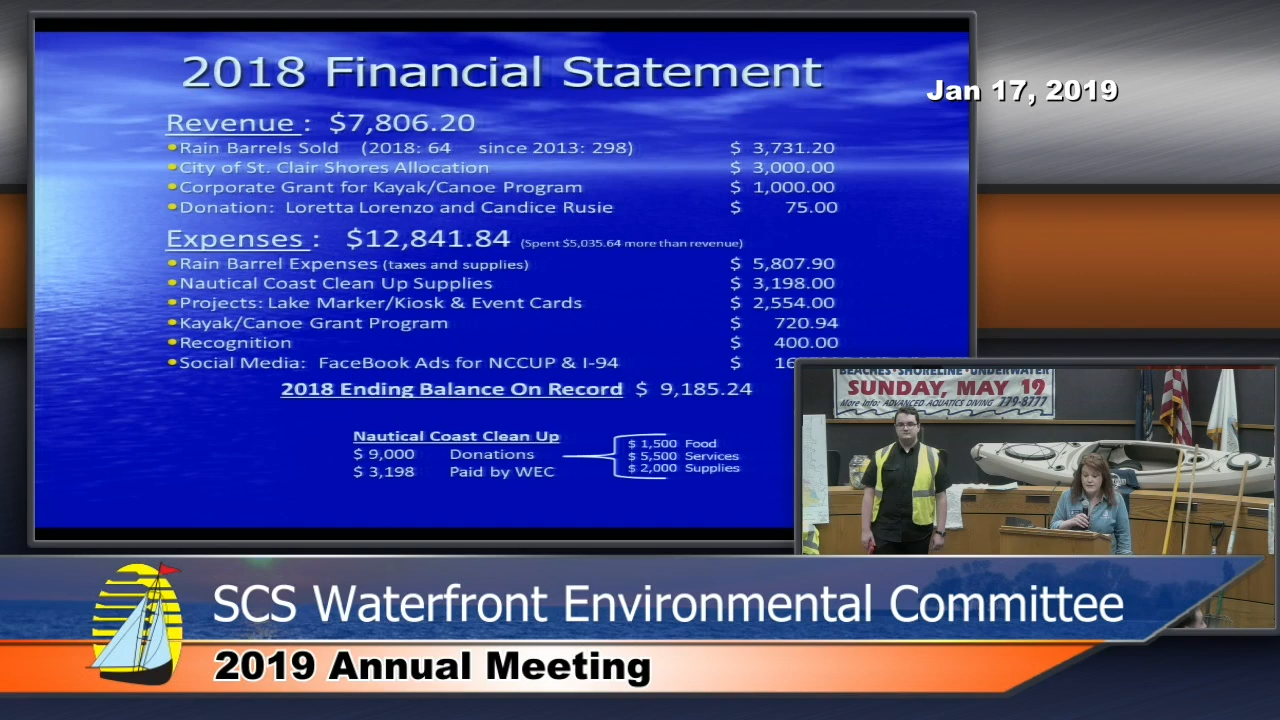 2018 Financial Statement
Jan 17, 2019
Revenue : $7,806.20
•Rain Barrels Sold (2018: 64 since 2013: 298) $ 3,731.20
•City of St. Clair Shores Allocation $ 3,000.00
•Corporate Grant for Kayak/Canoe Program $ 1,000.00
•Donation: Loretta Lorenzo and Candice Rusie $ 75.00
Expenses : $12,841.84 (Spent $5,035.64 more than revenue)
•Rain Barrel Expenses (taxes and supplies) $ 5,807.90
•Nautical Coast Clean Up Supplies $ 3,198.00
•Projects: Lake Marker/Kiosk & Event Cards $ 2,554.00
•Kayak/Canoe Grant Program $ 720.94
•Recognition $ 400.00
•Social Media: FaceBook Ads for NCCUP & I-94 $
2018 Ending Balance On Record $ 9,185.24
Nautical Coast Clean Up
$ 9,000 Donations
$ 3,198 Paid by WEC
$ 1,500 Food
$ 5,500 Services
$ 2,000 Supplies
BEACHES·SHORELINE·UNDERWATER
SUNDAY, MAY 19
More Info: ADVANCED AQUATICS DIVING 779-8777
SCS Waterfront Environmental Committee
2019 Annual Meeting